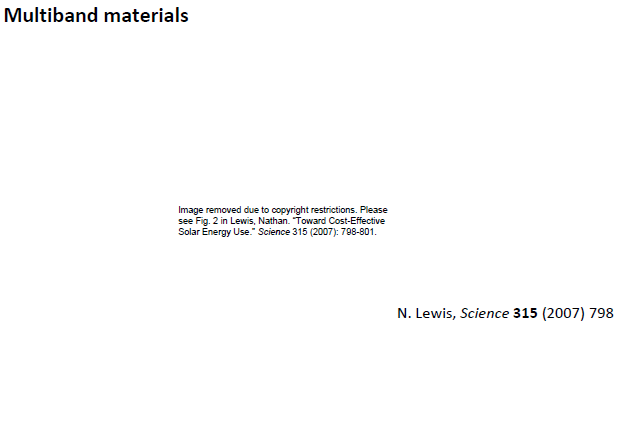 Multiband materials
Image removed due to copyright restrictions. Please
see Fig. 2 in Lewis, Nathan. "Toward Cost-Effective
Solar Energy Use." Science 315 (2007): 798-801.
N. Lewis, Science 315 (2007) 798